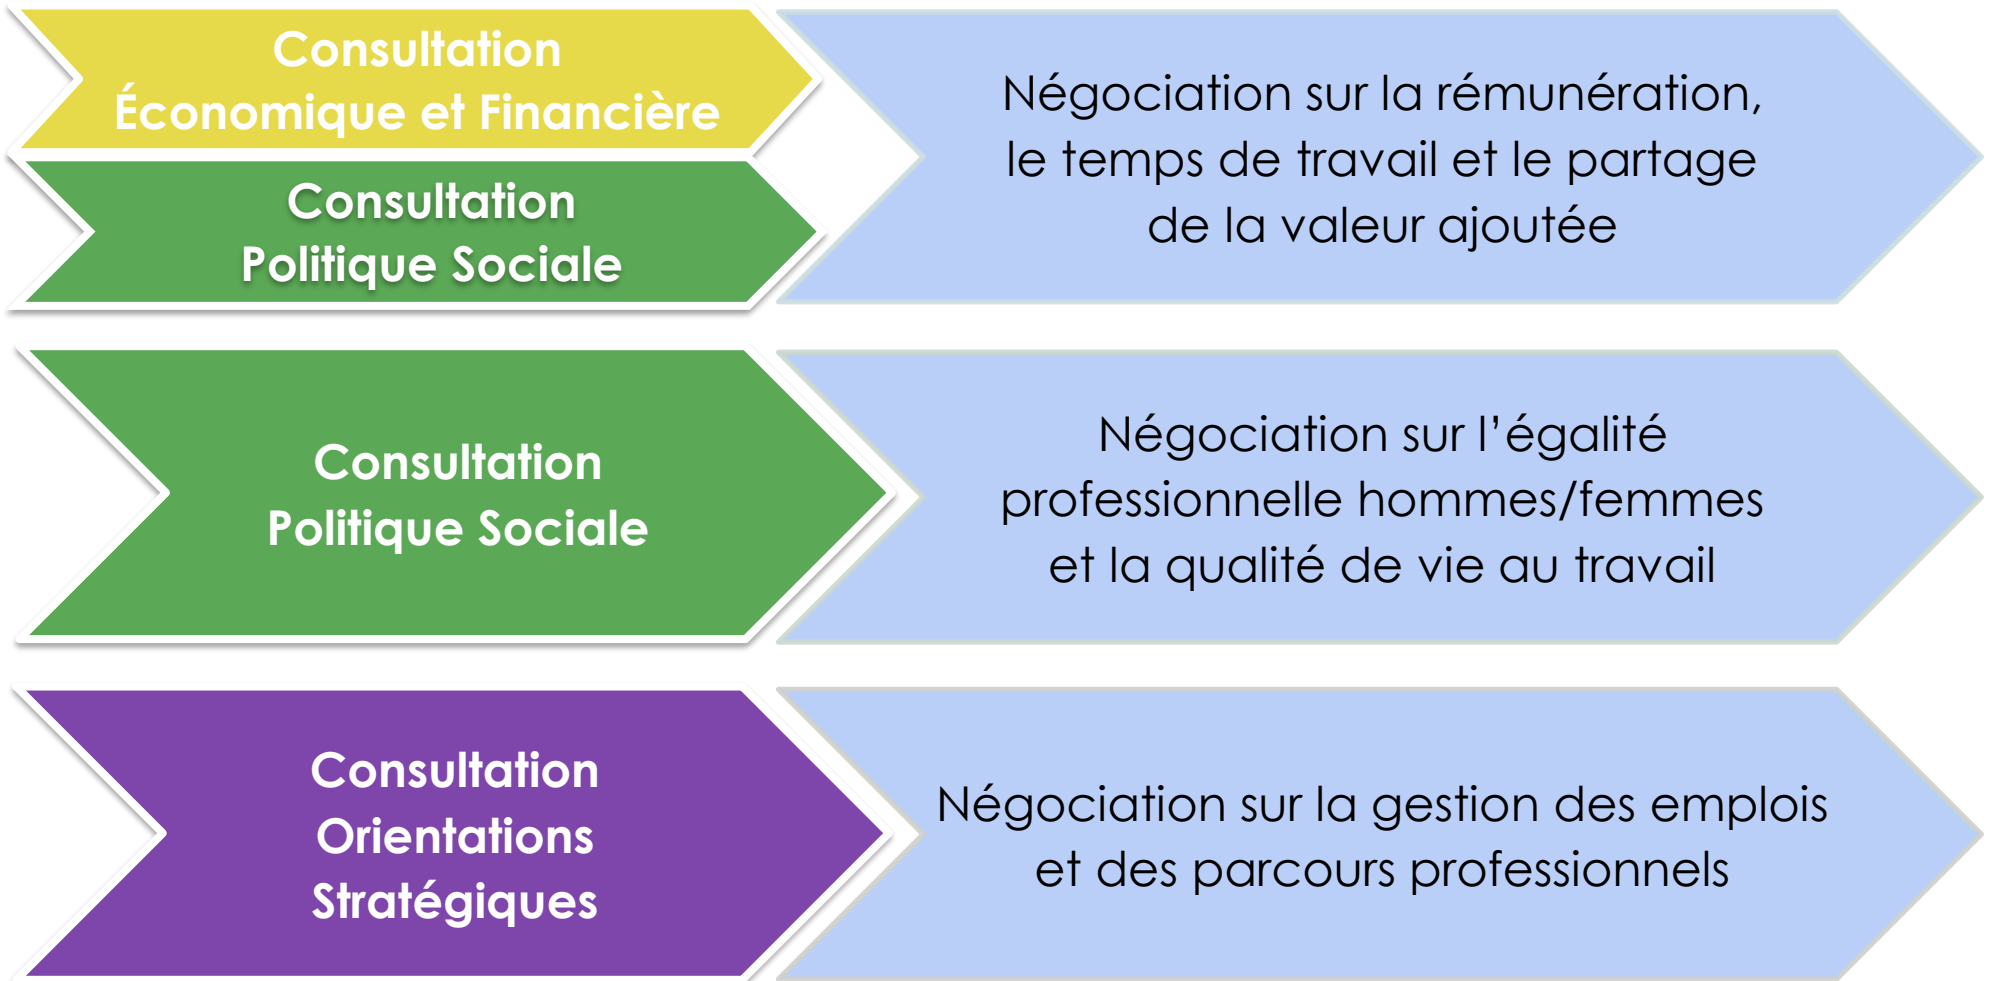 Consultation
Économique et Financière
Consultation
Politique Sociale
Négociation sur la rémunération,
le temps de travail et le partage
de la valeur ajoutée
Consultation
Politique Sociale
Négociation sur l’égalité
professionnelle hommes/femmes
et la qualité de vie au travail
Consultation
Orientations
Stratégiques
Négociation sur la gestion des emplois
et des parcours professionnels